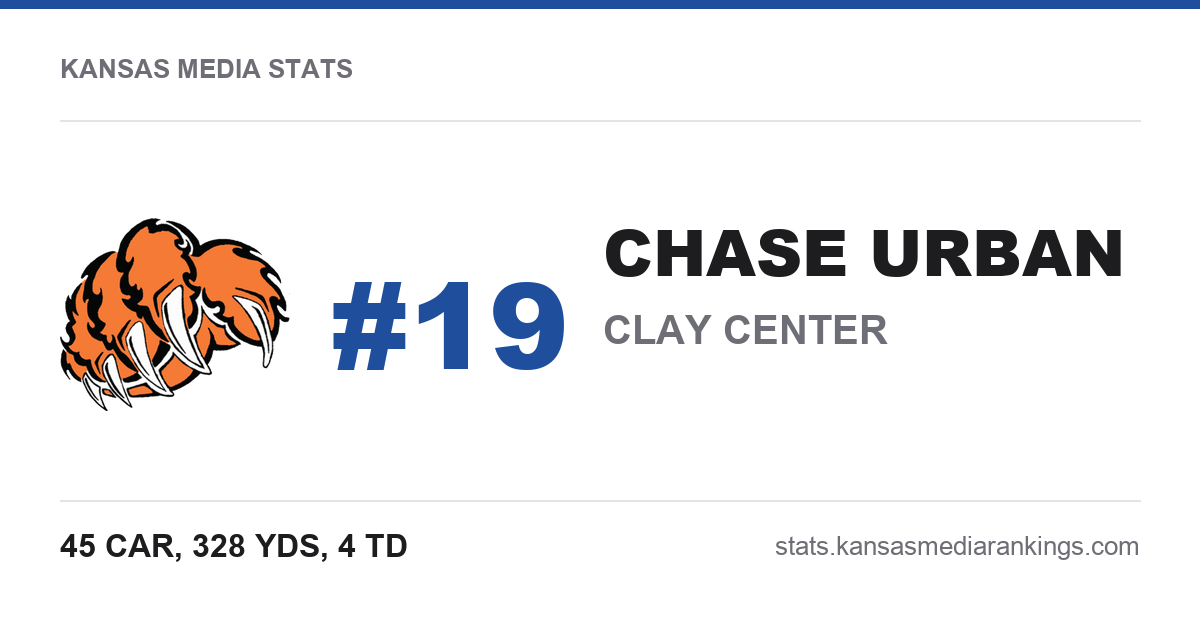 KANSAS MEDIA STATS
#19
CHASE URBAN
CLAY CENTER
45 CAR, 328 YDS, 4 TD
stats.kansasmediarankings.com